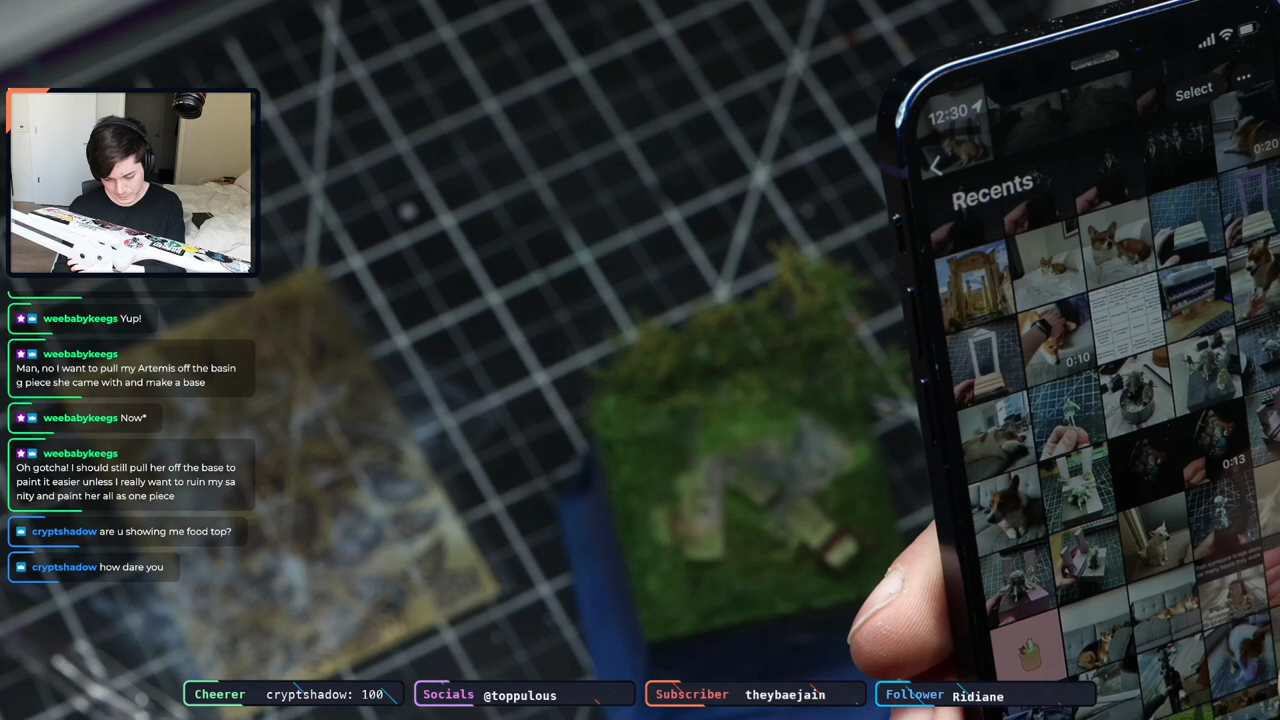 12:30
Select
Recents
0:20
0:10
0:13
weebabykeegs Yup!
weebabykeegs
Man, no I want to pull my Artemis off the basin
g piece she came with and make a base
weebabykeegs Now*
weebabykeegs
Oh gotcha! I should still pull her off the base to
paint it easier unless I really want to ruin my sa
nity and paint her all as one piece
cryptshadow are u showing me food top?
cryptshadow how dare you
Cheerer cryptshadow: 100
Socials @toppulous
Subscriber theybaejain
Follower Ridiane